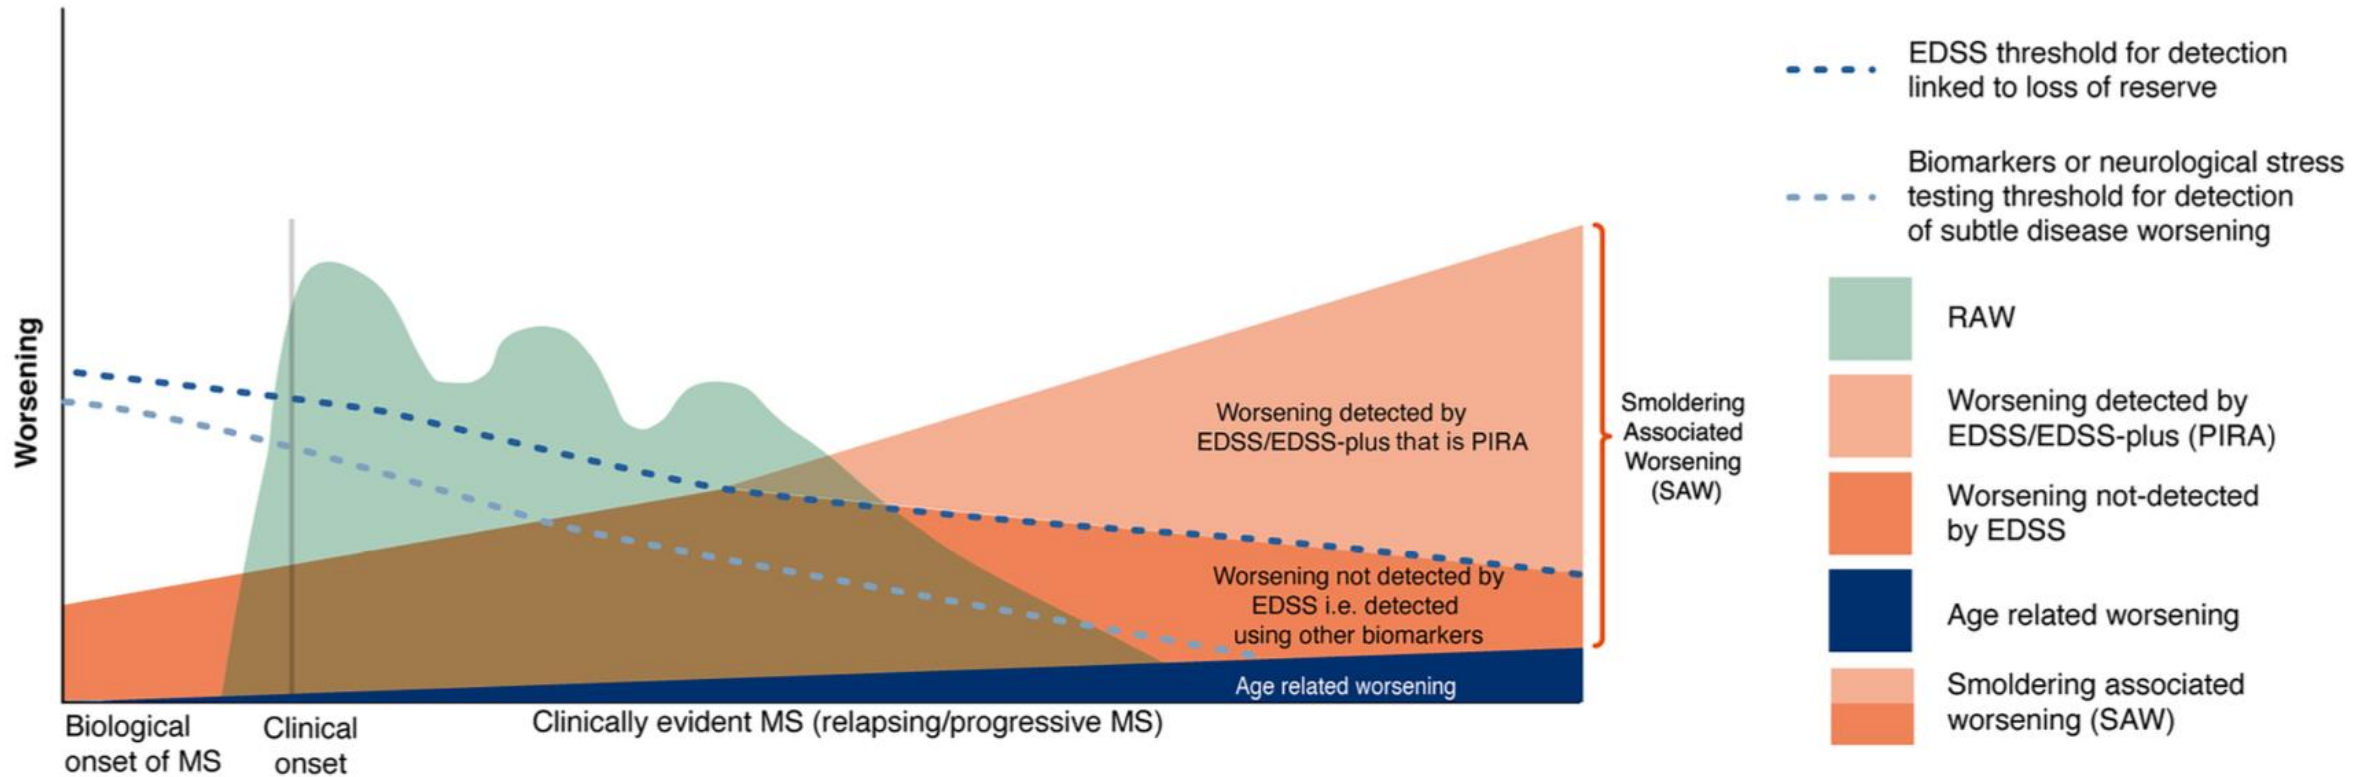 Worsening
Biological
onset of MS
Clinical
onset
Clinically evident MS (relapsing/progressive MS)
Worsening detected by
EDSS/EDSS-plus that is PIRA
Worsening not detected by
EDSS i.e. detected
using other biomarkers
Age related worsening
Smoldering
Associated
Worsening
(SAW)
EDSS threshold for detection
linked to loss of reserve
Biomarkers or neurological stress
testing threshold for detection
of subtle disease worsening
RAW
Worsening detected by
EDSS/EDSS-plus (PIRA)
Worsening not-detected
by EDSS
Age related worsening
Smoldering associated
worsening (SAW)